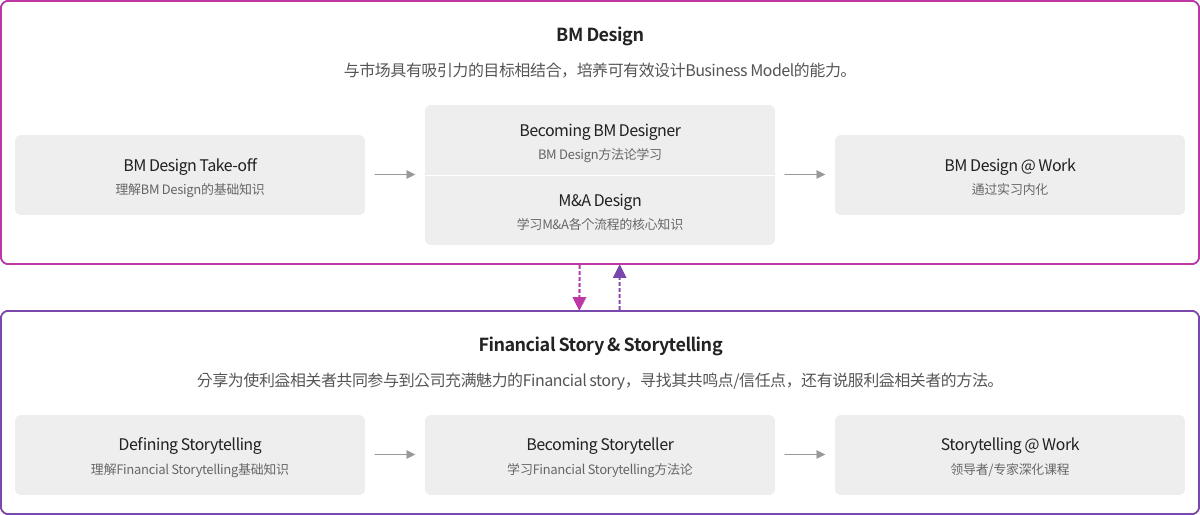 BM Design
与市场具有吸引力的目标相结合，培养可有效设计Business Model的能力。
BM Design Take-off
理解BM Design的基础知识
Becoming BM Designer
BM Design方法论学习
M&A Design
学习M&A各个流程的核心知识
BM Design @ Work
通过实习内化
Financial Story & Storytelling
分享为使利益相关者共同参与到公司充满魅力的Financial story，寻找其共鸣点/信任点，还有说服利益相关者的方法。
Defining Storytelling
理解Financial Storytelling基础知识
Becoming Storyteller
学习Financial Storytelling方法论
Storytelling @ Work
领导者/专家深化课程